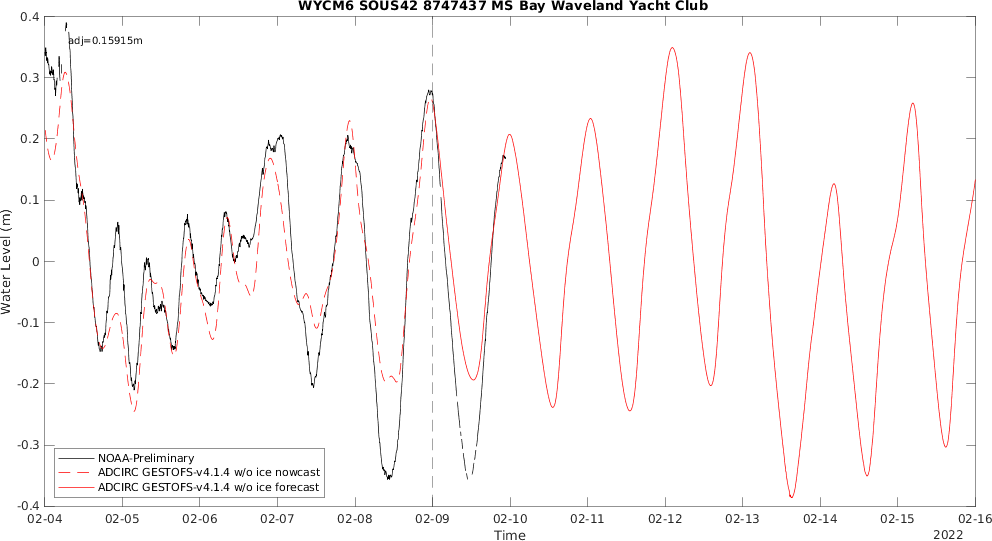 WYCM6 SOUS42 8747437 MS Bay Waveland Yacht Club
adj=0.15915m
0.4
0.3
0.2
0.1
0
-0.1
-0.2
-0.3
-0.4
Water Level (m)
NOAA-Preliminary
ADCIRC GESTOFS-v4.1.4 w/o ice nowcast
ADCIRC GESTOFS-v4.1.4 w/o ice forecast
02-04 02-05 02-06 02-07 02-08 02-09 02-10 02-11 02-12 02-13 02-14 02-15 02-16
Time
2022